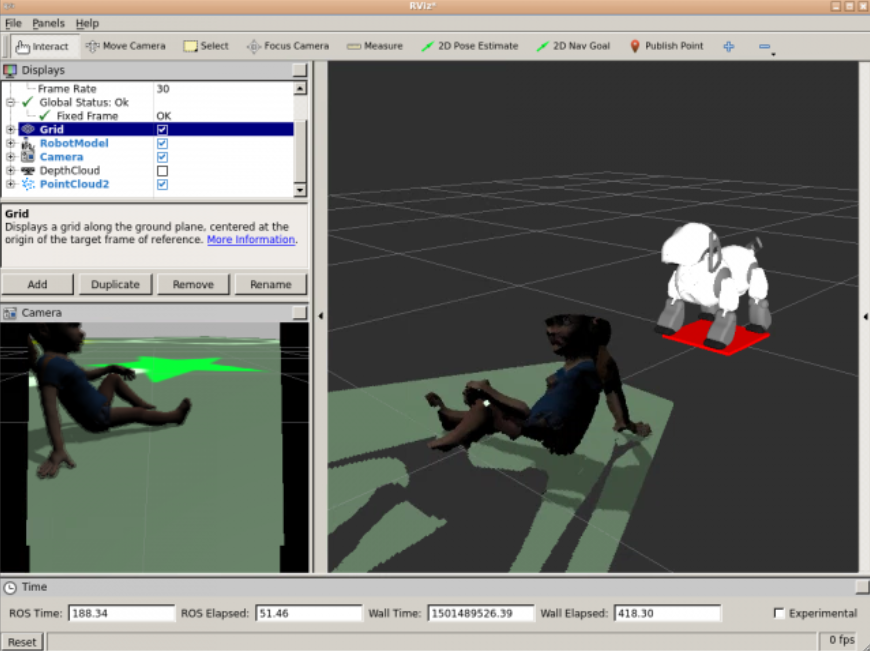 RViz*
File Panels Help
Interact Move Camera Select Focus Camera Measure 2D Pose Estimate 2D Nav Goal Publish Point
Displays
Frame Rate 30
Global Status: Ok
Fixed Frame OK
Grid
RobotModel
Camera
DepthCloud
PointCloud2
Grid
Displays a grid along the ground plane, centered at the
origin of the target frame of reference. More Information.
Add Duplicate Remove Rename
Camera
Time
ROS Time: 188.34 ROS Elapsed: 51.46 Wall Time: 1501489526.39 Wall Elapsed: 418.30 Experimental
Reset 0 fps